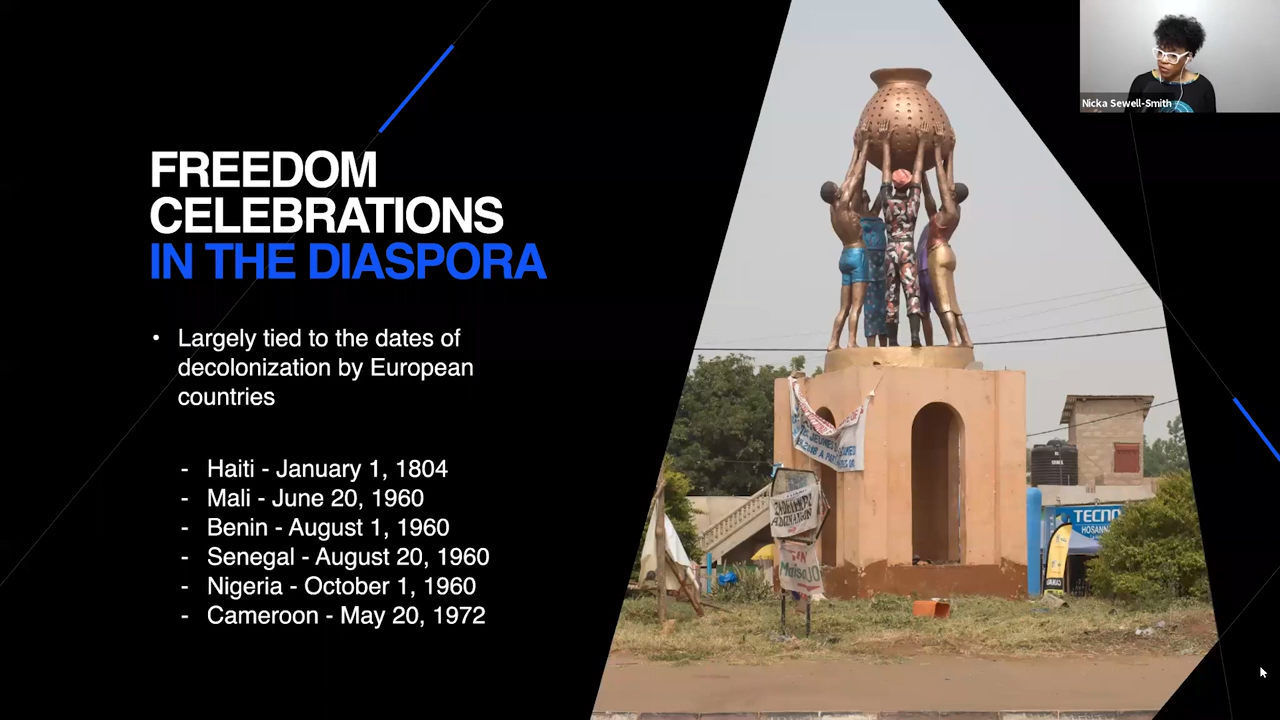 FREEDOM
CELEBRATIONS
IN THE DIASPORA
• Largely tied to the dates of
decolonization by European
countries
- Haiti - January 1, 1804
- Mali - June 20, 1960
- Benin - August 1, 1960
- Senegal - August 20, 1960
- Nigeria - October 1, 1960
- Cameroon - May 20, 1972
Nicka Sewell-Smith
TECNO